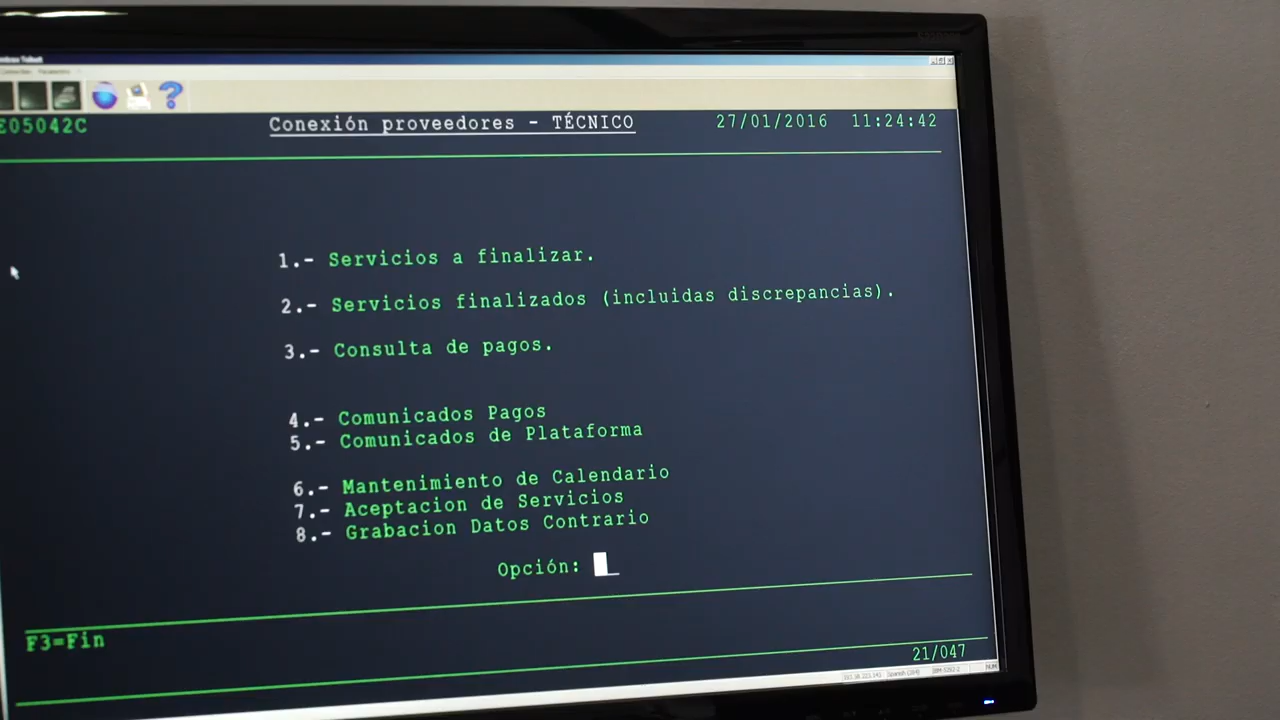 E05042C Conexión proveedores - TÉCNICO 27/01/2016 11:24:42
1.- Servicios a finalizar.
2.- Servicios finalizados (incluidas discrepancias).
3.- Consulta de pagos.
4.- Comunicados Pagos
5.- Comunicados de Plataforma
6.- Mantenimiento de Calendario
7.- Aceptacion de Servicios
8.- Grabacion Datos Contrario
Opción:
F3=Fin
21/047